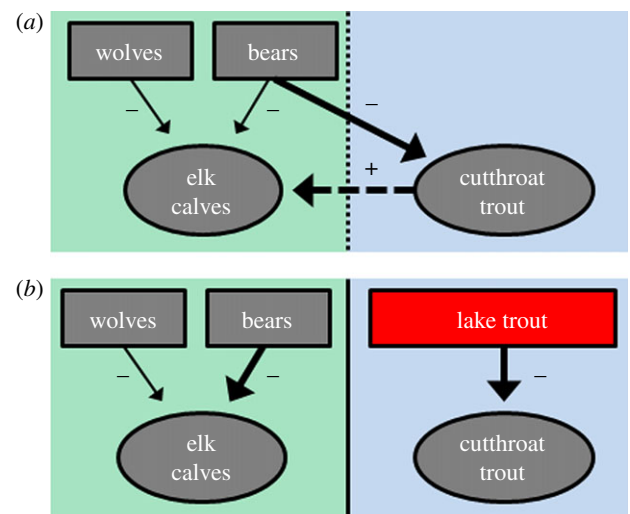 (a)
wolves
bears
–
–
–
+
elk
calves
cutthroat
trout
(b)
wolves
bears
lake trout
–
–
–
elk
calves
cutthroat
trout